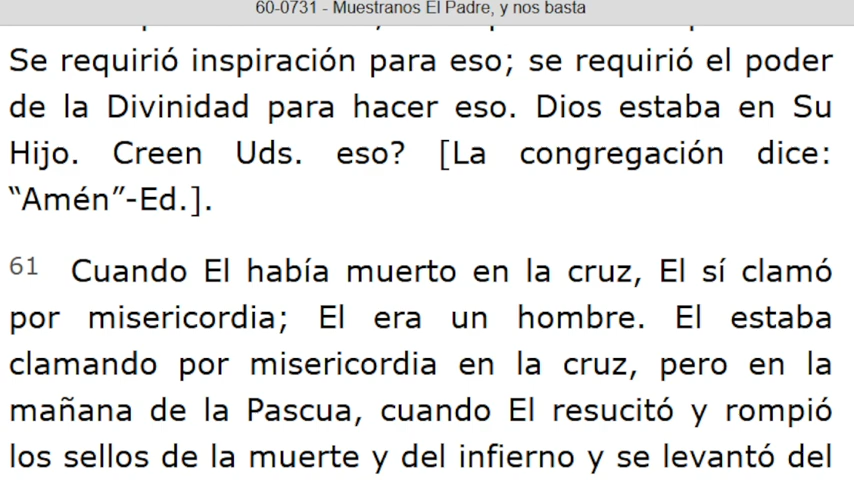 60-0731 - Muestranos El Padre, y nos basta
Se requirió inspiración para eso; se requirió el poder
de la Divinidad para hacer eso. Dios estaba en Su
Hijo. Creen Uds. eso? [La congregación dice:
“Amén”-Ed.].
61 Cuando El había muerto en la cruz, El sí clamó
por misericordia; El era un hombre. El estaba
clamando por misericordia en la cruz, pero en la
mañana de la Pascua, cuando El resucitó y rompió
los sellos de la muerte y del infierno y se levantó del